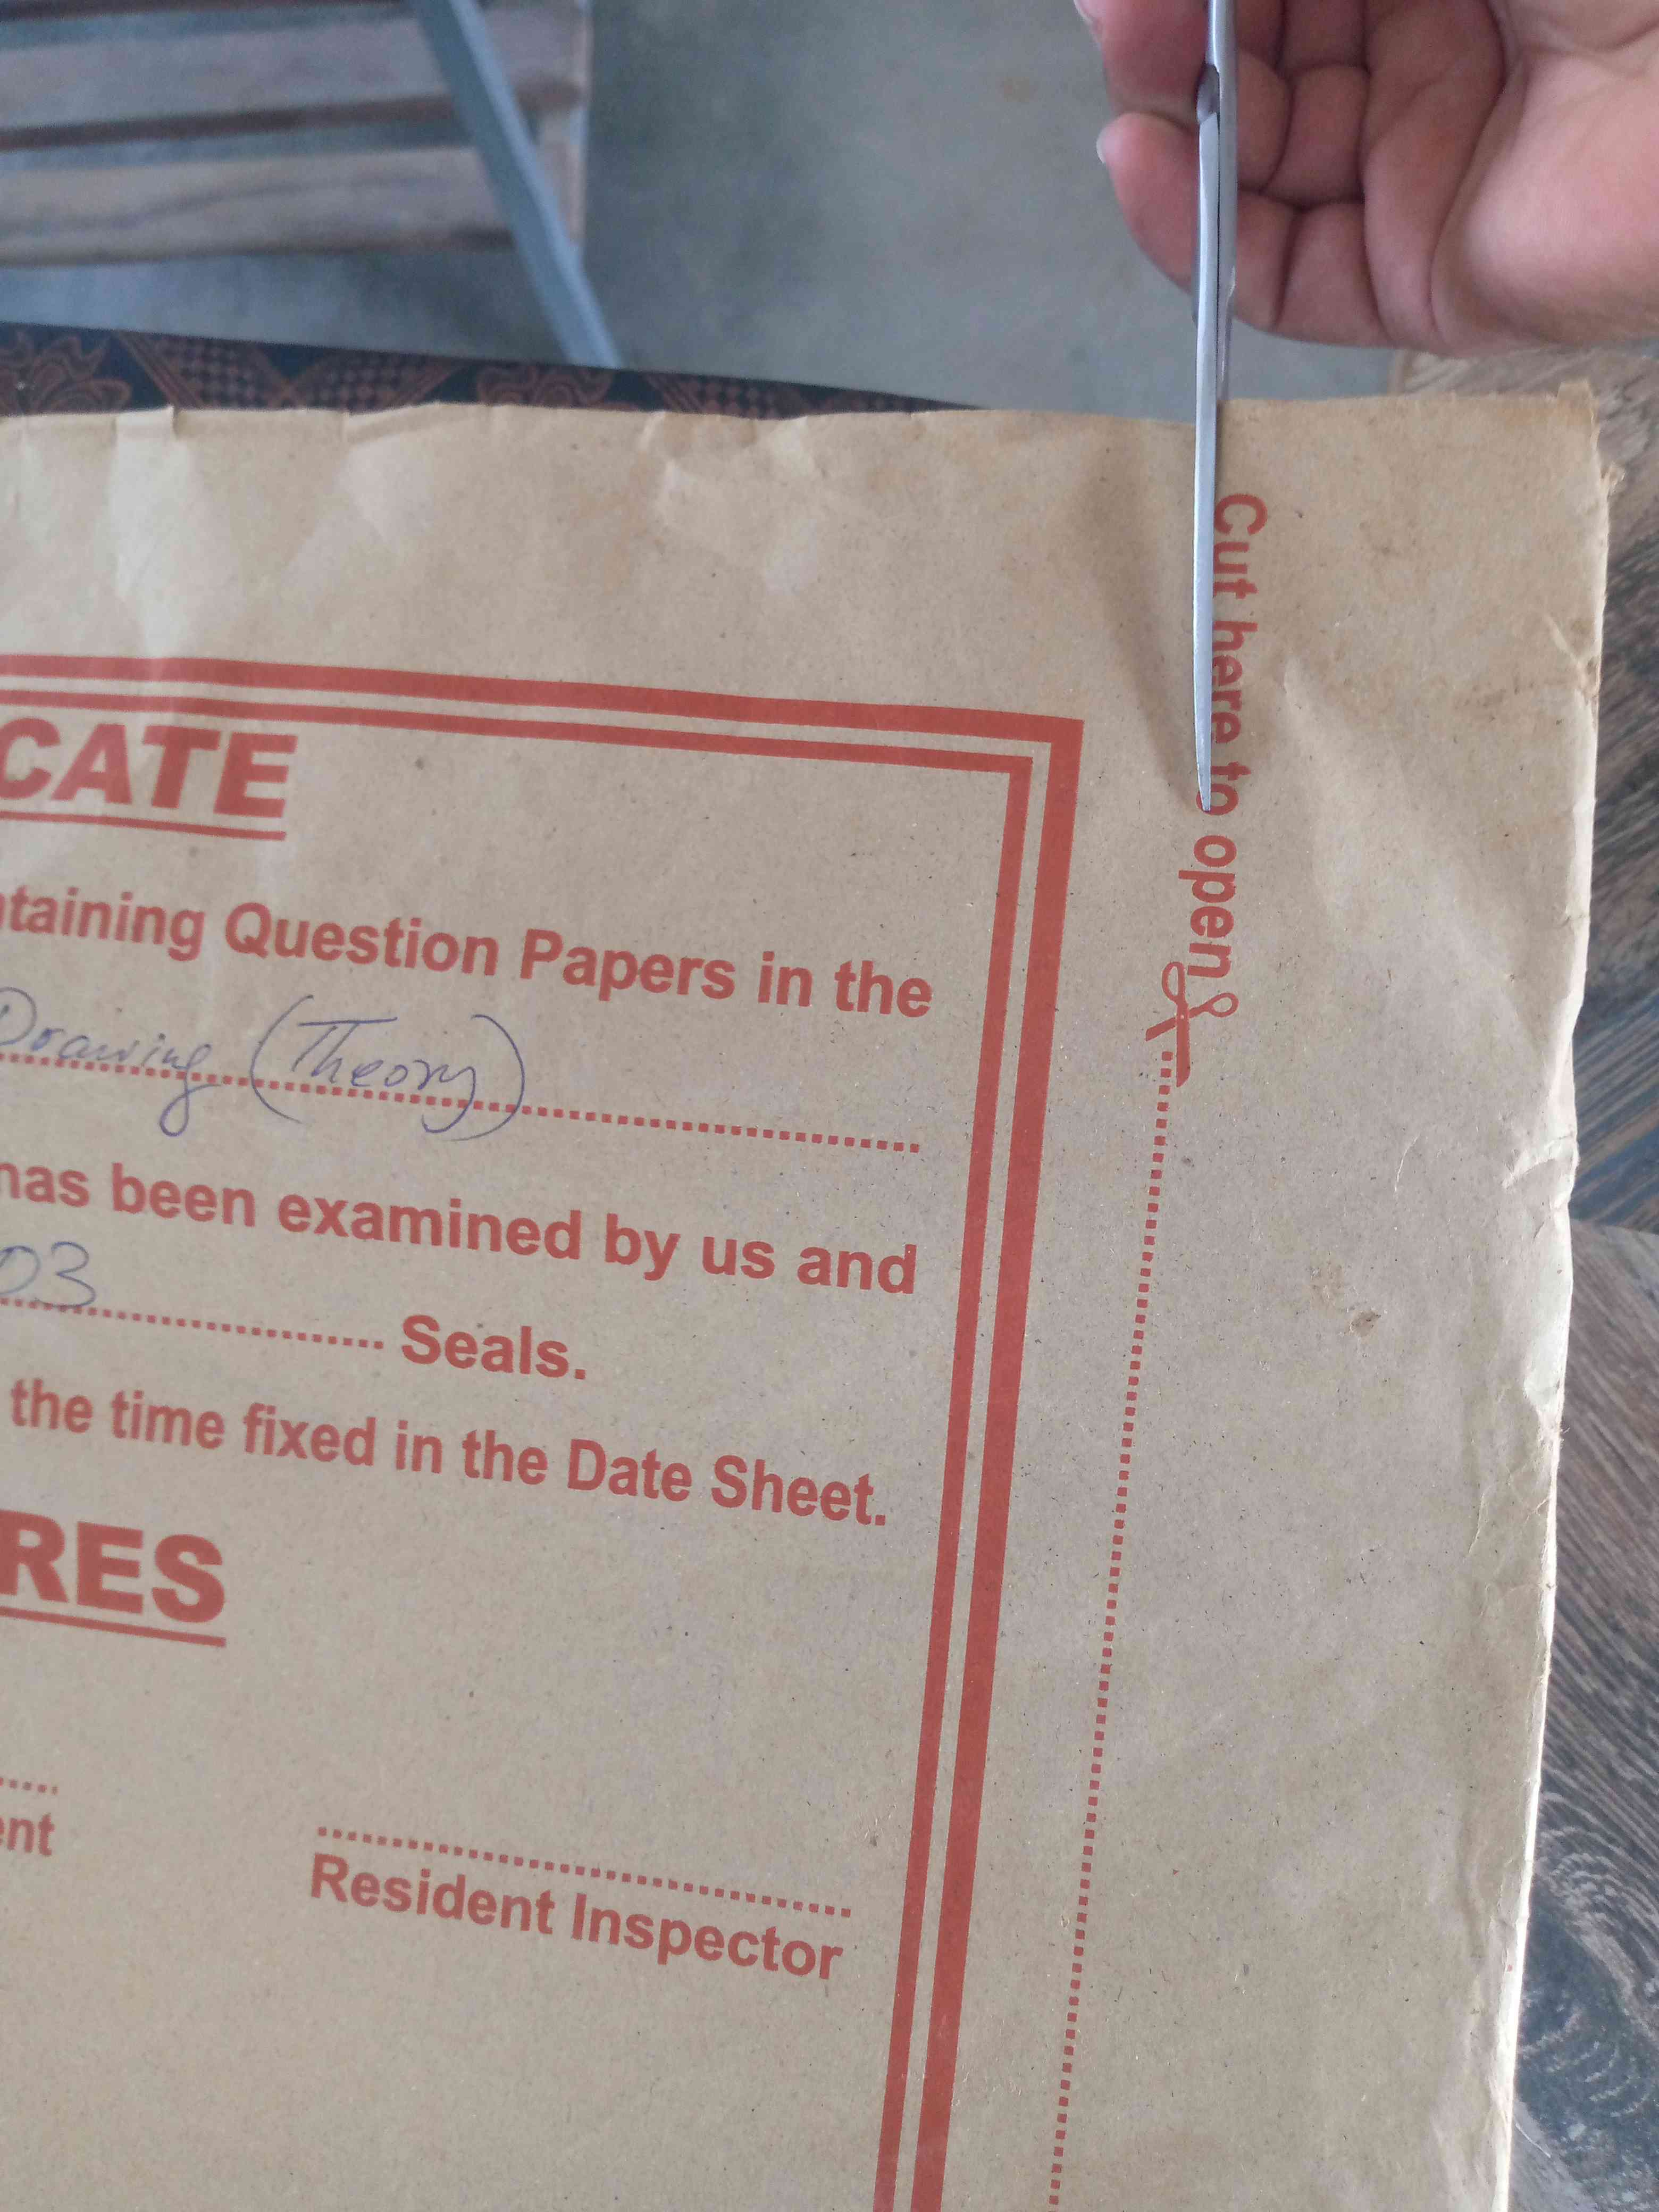 CATE
ntaining Question Papers in the
Drawing (Theory)
has been examined by us and
03 Seals.
the time fixed in the Date Sheet.
RES
ent
Resident Inspector
Cut here to open